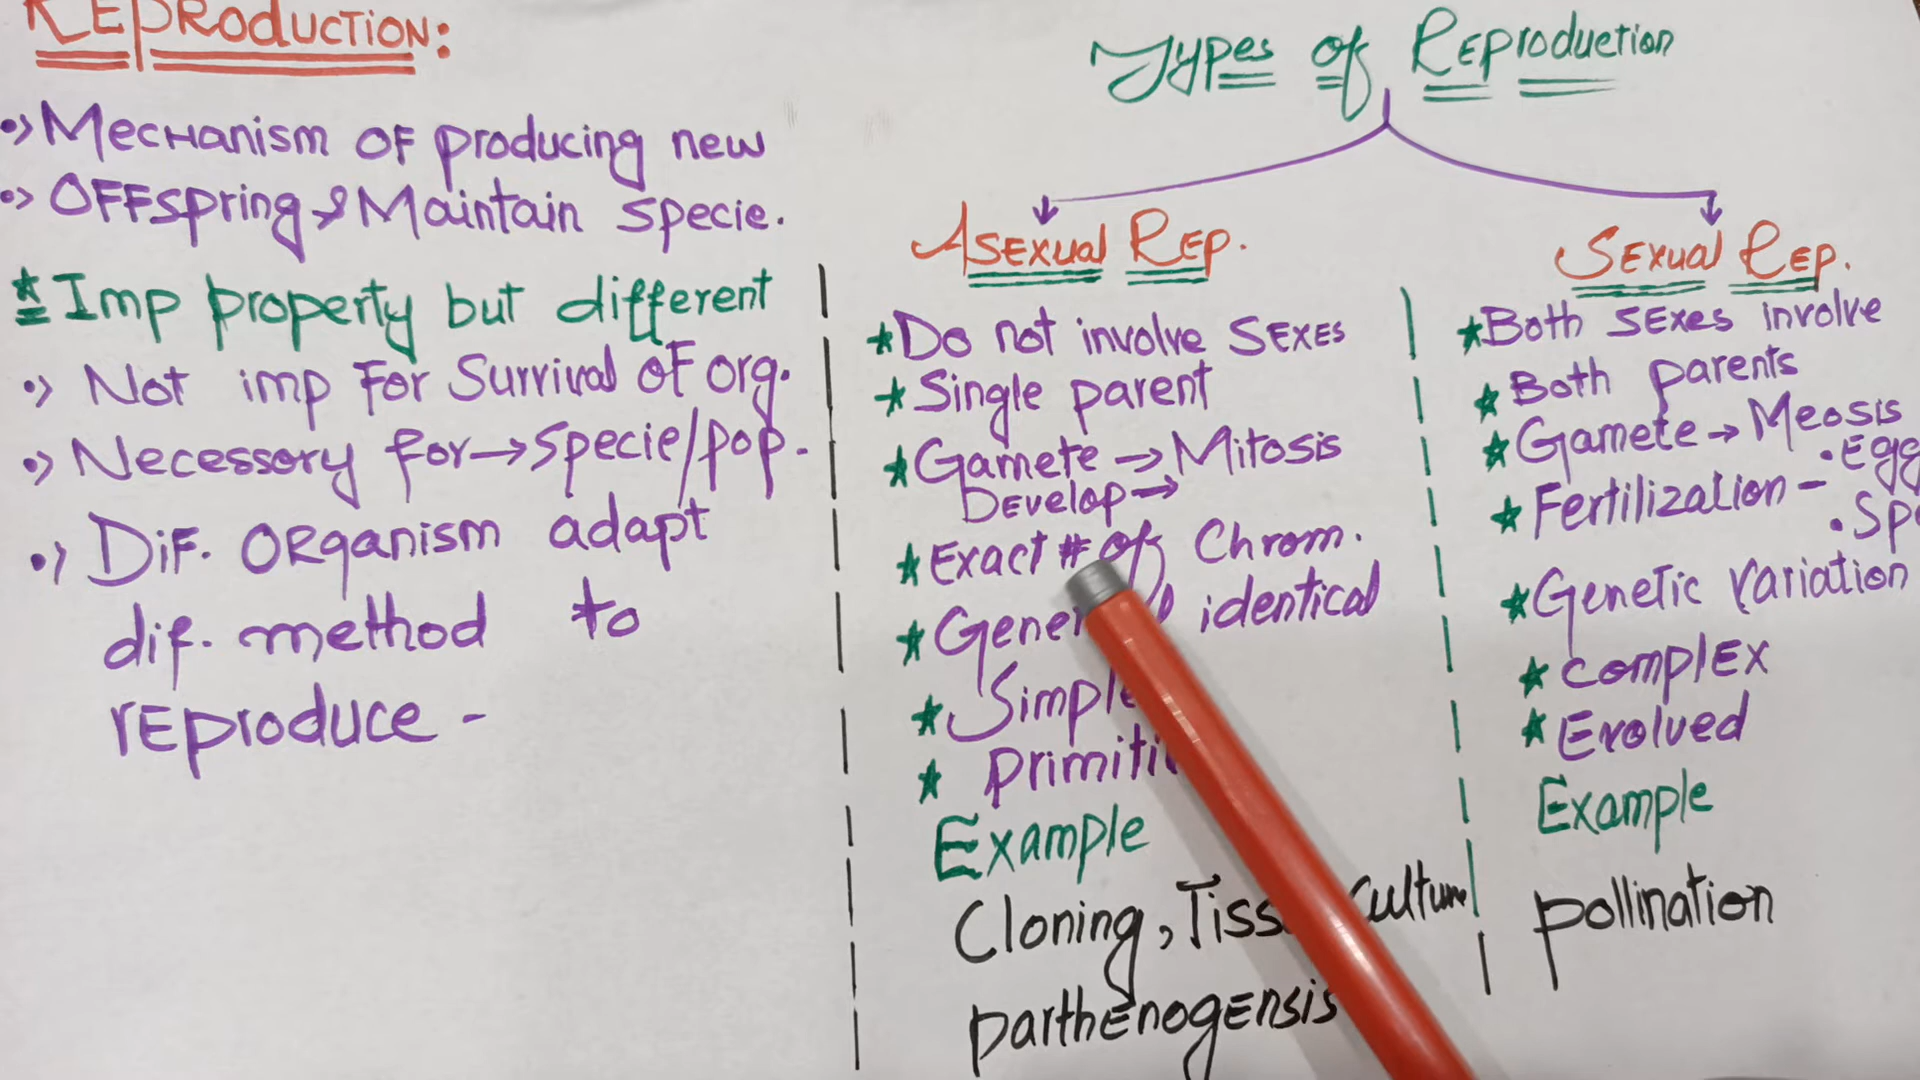 REPRODUCTION:
Mechanism of producing new
Offspring & Maintain specie.
Imp property but different
Not imp for Survival of org.
Necessory for → specie/pop.
Dif. organism adapt
dif. method to
reproduce -
Types of Reproduction
Asexual Rep.
Do not involve sexes
Single parent
Gamete → Mitosis
Develop →
Exact # of Chrom.
identical
Simple
Example
Cloning, Culture
parthenogensis
Sexual Rep.
Both sexes involve
Both parents
Gamete → Meosis
Fertilization - . Egg
Genetic variation
complex
Evolved
Example
pollination